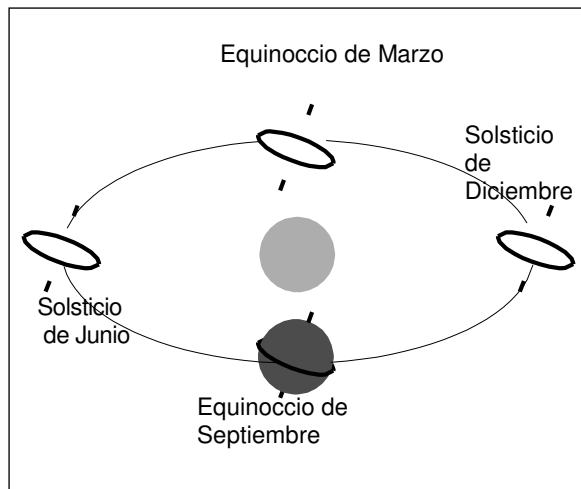 Equinoccio de Marzo
Solsticio
de
Diciembre
Solsticio
de Junio
Equinoccio de
Septiembre